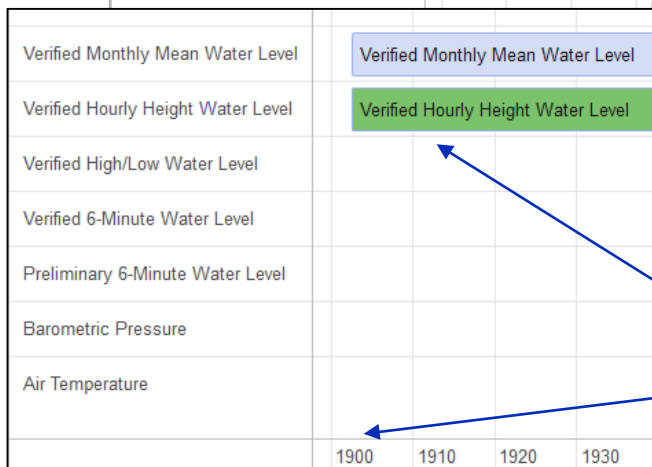 Verified Monthly Mean Water Level Verified Monthly Mean Water Level
Verified Hourly Height Water Level Verified Hourly Height Water Level
Verified High/Low Water Level
Verified 6-Minute Water Level
Preliminary 6-Minute Water Level
Barometric Pressure
Air Temperature
1900 1910 1920 1930